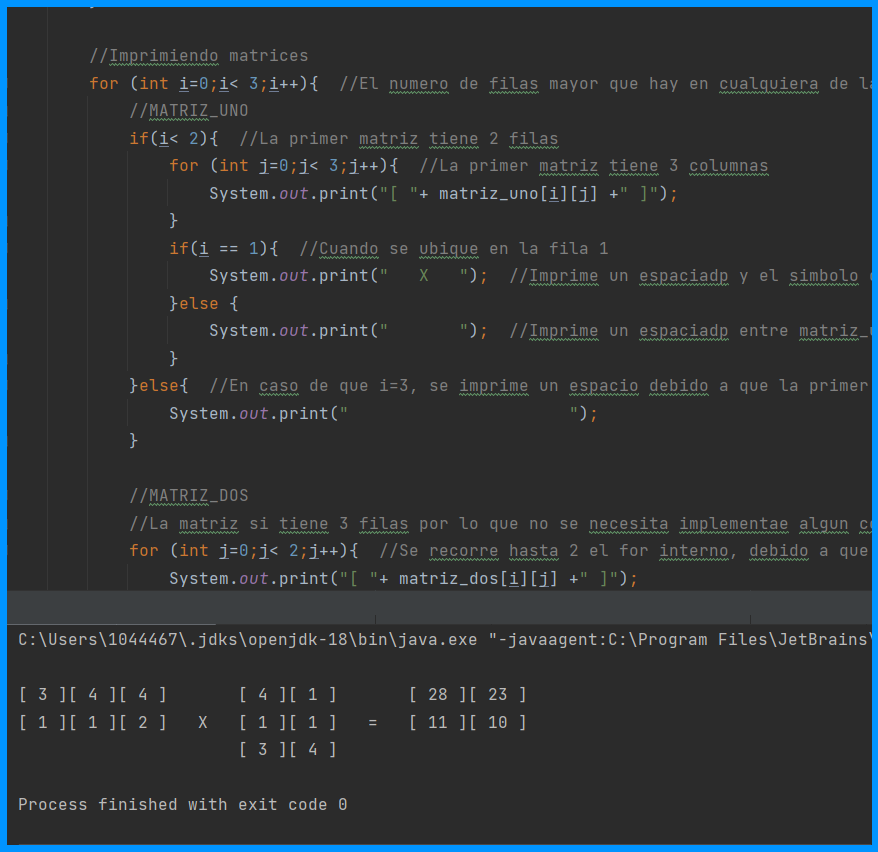 //Imprimiendo matrices
for (int i=0;i< 3;i++){  //El numero de filas mayor que hay en cualquiera de la
//MATRIZ_UNO
if(i< 2){  //La primer matriz tiene 2 filas
for (int j=0;j< 3;j++){  //La primer matriz tiene 3 columnas
System.out.print("[ "+ matriz_uno[i][j] +" ]");
}
if(i == 1){  //Cuando se ubique en la fila 1
System.out.print("   X   ");  //Imprime un espaciadp y el simbolo
}else {
System.out.print("       ");  //Imprime un espaciadp entre matriz_u
}
}else{  //En caso de que i=3, se imprime un espacio debido a que la primer
System.out.print("                      ");
}
//MATRIZ_DOS
//La matriz si tiene 3 filas por lo que no se necesita implementae algun co
for (int j=0;j< 2;j++){  //Se recorre hasta 2 el for interno, debido a que
System.out.print("[ "+ matriz_dos[i][j] +" ]");
C:\Users\1044467\.jdks\openjdk-18\bin\java.exe "-javaagent:C:\Program Files\JetBrains\
[ 3 ][ 4 ][ 4 ]       [ 4 ][ 1 ]       [ 28 ][ 23 ]
[ 1 ][ 1 ][ 2 ]   X   [ 1 ][ 1 ]   =   [ 11 ][ 10 ]
[ 3 ][ 4 ]
Process finished with exit code 0